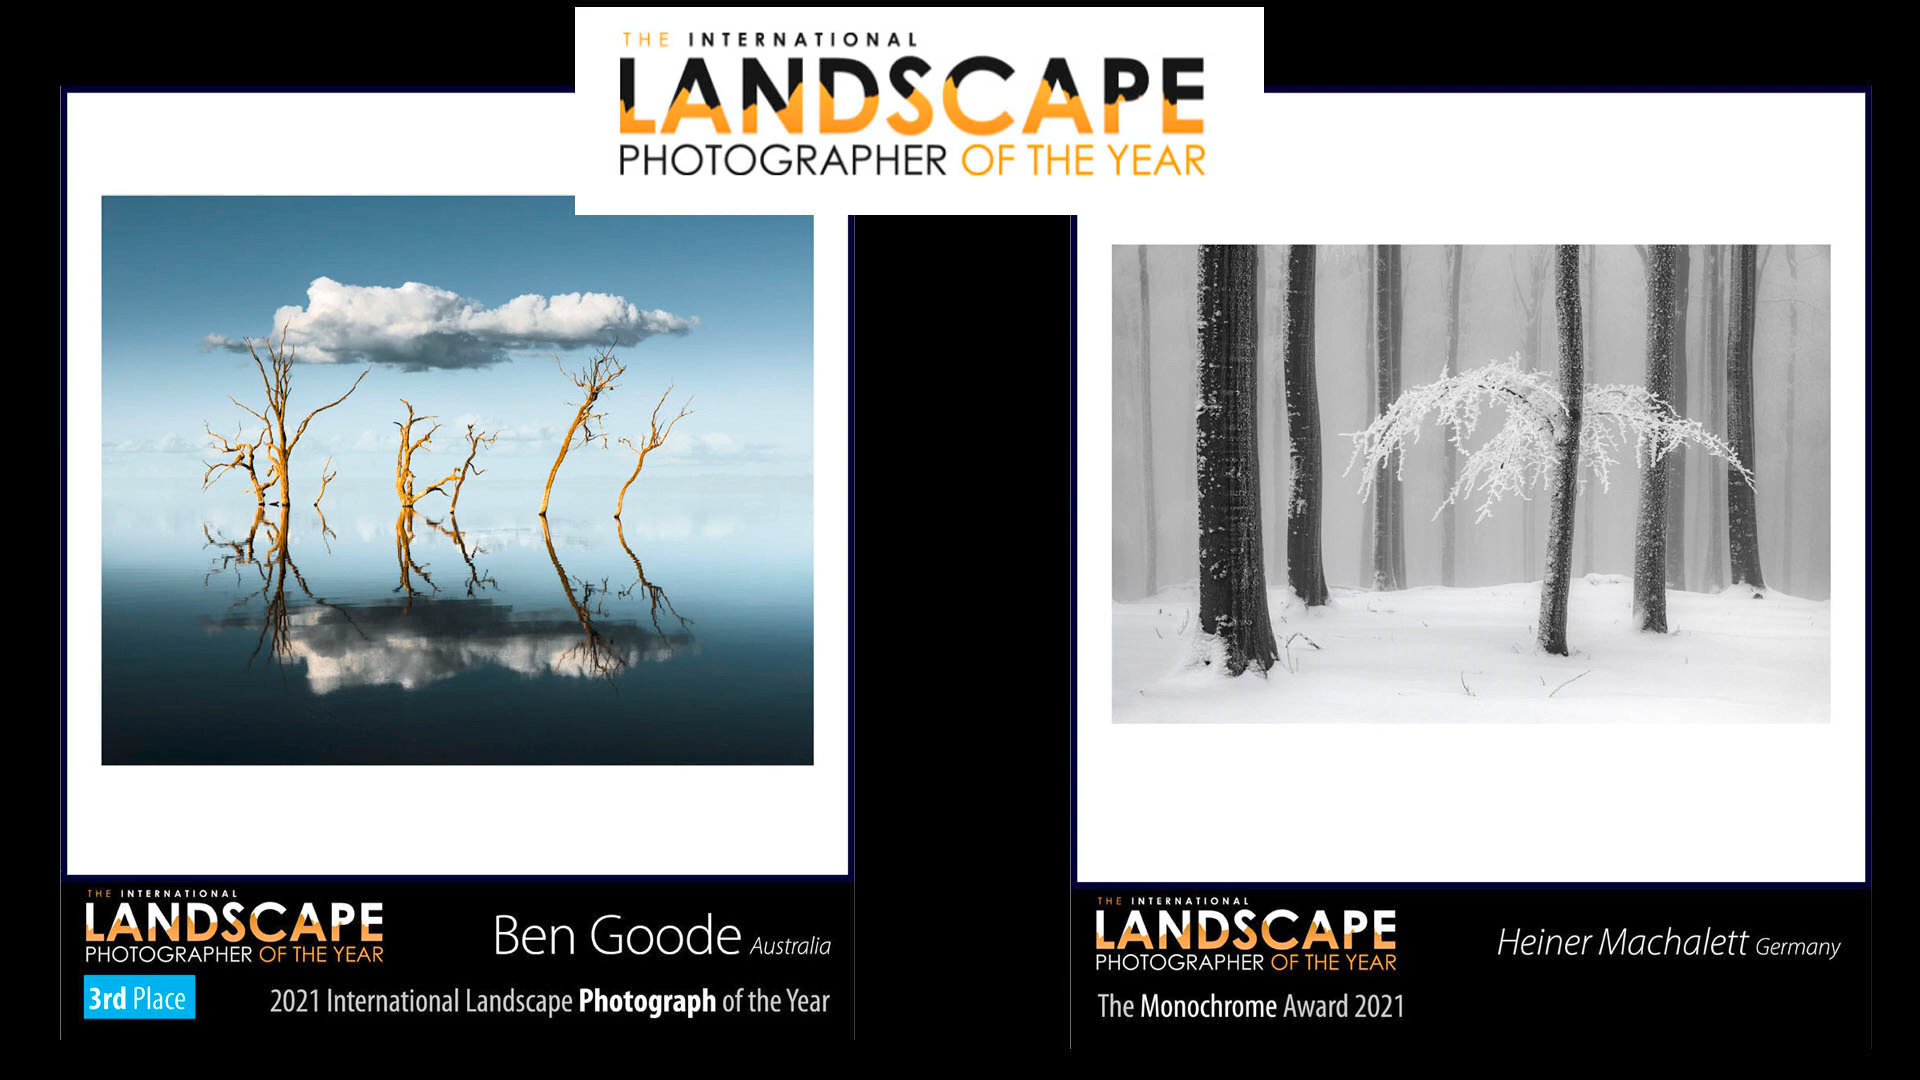 THE INTERNATIONAL
LANDSCAPE
PHOTOGRAPHER OF THE YEAR
THE INTERNATIONAL
LANDSCAPE
PHOTOGRAPHER OF THE YEAR
Ben Goode Australia
3rd Place
2021 International Landscape Photograph of the Year
THE INTERNATIONAL
LANDSCAPE
PHOTOGRAPHER OF THE YEAR
Heiner Machalett Germany
The Monochrome Award 2021